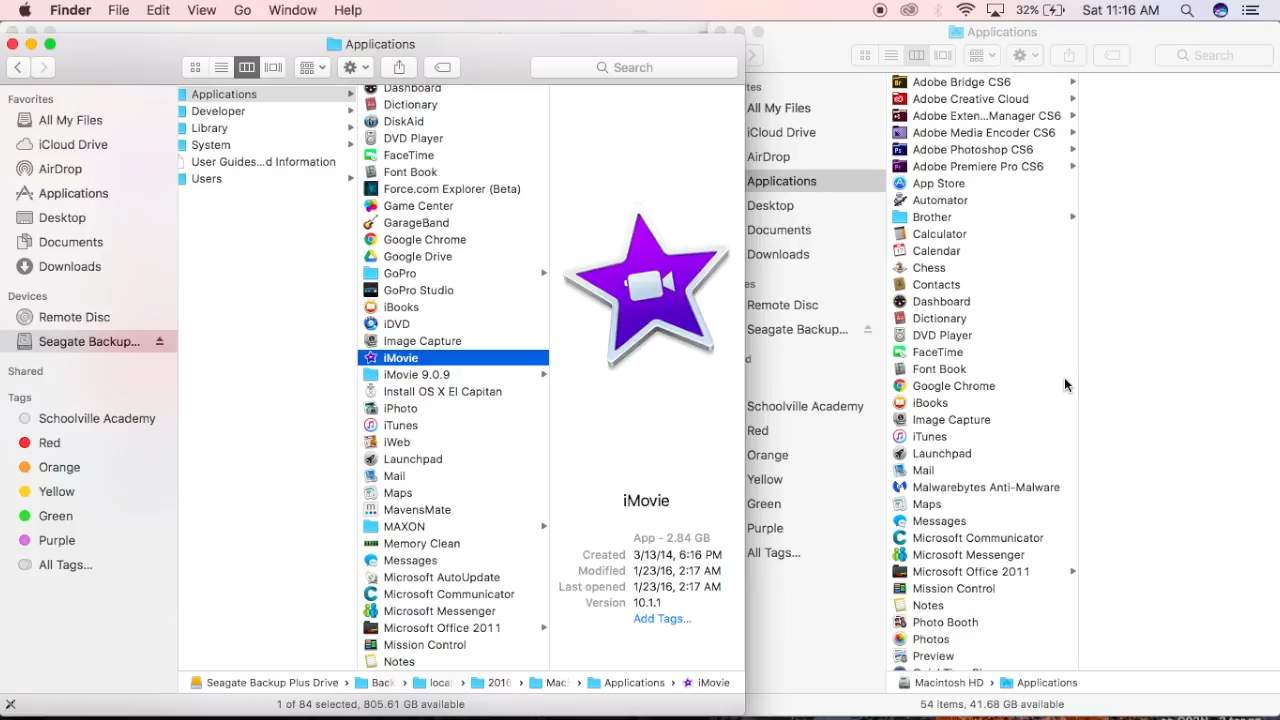 Finder File Edit View Go Window Help 32% Sat 11:16 AM
Applications
Search
Favorites
All My Files
iCloud Drive
AirDrop
Applications
Desktop
Documents
Downloads
Devices
Remote Disc
Seagate Backup...
Shared
Tags
Schoolville Academy
Red
Orange
Yellow
Green
Purple
All Tags...
Applications
Developer
Library
System
User Guides...d Information
Users
Dashboard
Dictionary
DiskAid
DVD Player
FaceTime
Font Book
Force.com Explorer (Beta)
Game Center
GarageBand
Google Chrome
Google Drive
GoPro
GoPro Studio
iBooks
iDVD
Image Capture
iMovie
iMovie 9.0.9
Install OS X El Capitan
iPhoto
iTunes
iWeb
Launchpad
Mail
Maps
MavensMate
MAXON
Memory Clean
Messages
Microsoft AutoUpdate
Microsoft Communicator
Microsoft Messenger
Microsoft Office 2011
Mission Control
Notes
iMovie
App - 2.84 GB
Created 3/13/14, 6:16 PM
Modified 1/23/16, 2:17 AM
Last opened 1/23/16, 2:17 AM
Version 10.1.1
Add Tags...
Seagate Backup Plus Drive Back loca 201 Maci Applications iMovie
1 of 84 selected, 805.61 GB available
Applications
Search
tes
All My Files
iCloud Drive
AirDrop
Applications
Desktop
Documents
Downloads
es
Remote Disc
Seagate Backup...
d
Schoolville Academy
Red
Orange
Yellow
Green
Purple
All Tags...
Adobe Bridge CS6
Adobe Creative Cloud
Adobe Exten...Manager CS6
Adobe Media Encoder CS6
Adobe Photoshop CS6
Adobe Premiere Pro CS6
App Store
Automator
Brother
Calculator
Calendar
Chess
Contacts
Dashboard
Dictionary
DVD Player
FaceTime
Font Book
Google Chrome
iBooks
Image Capture
iTunes
Launchpad
Mail
Malwarebytes Anti-Malware
Maps
Messages
Microsoft Communicator
Microsoft Messenger
Microsoft Office 2011
Mission Control
Notes
Photo Booth
Photos
Preview
Macintosh HD Applications
54 items, 41.68 GB available